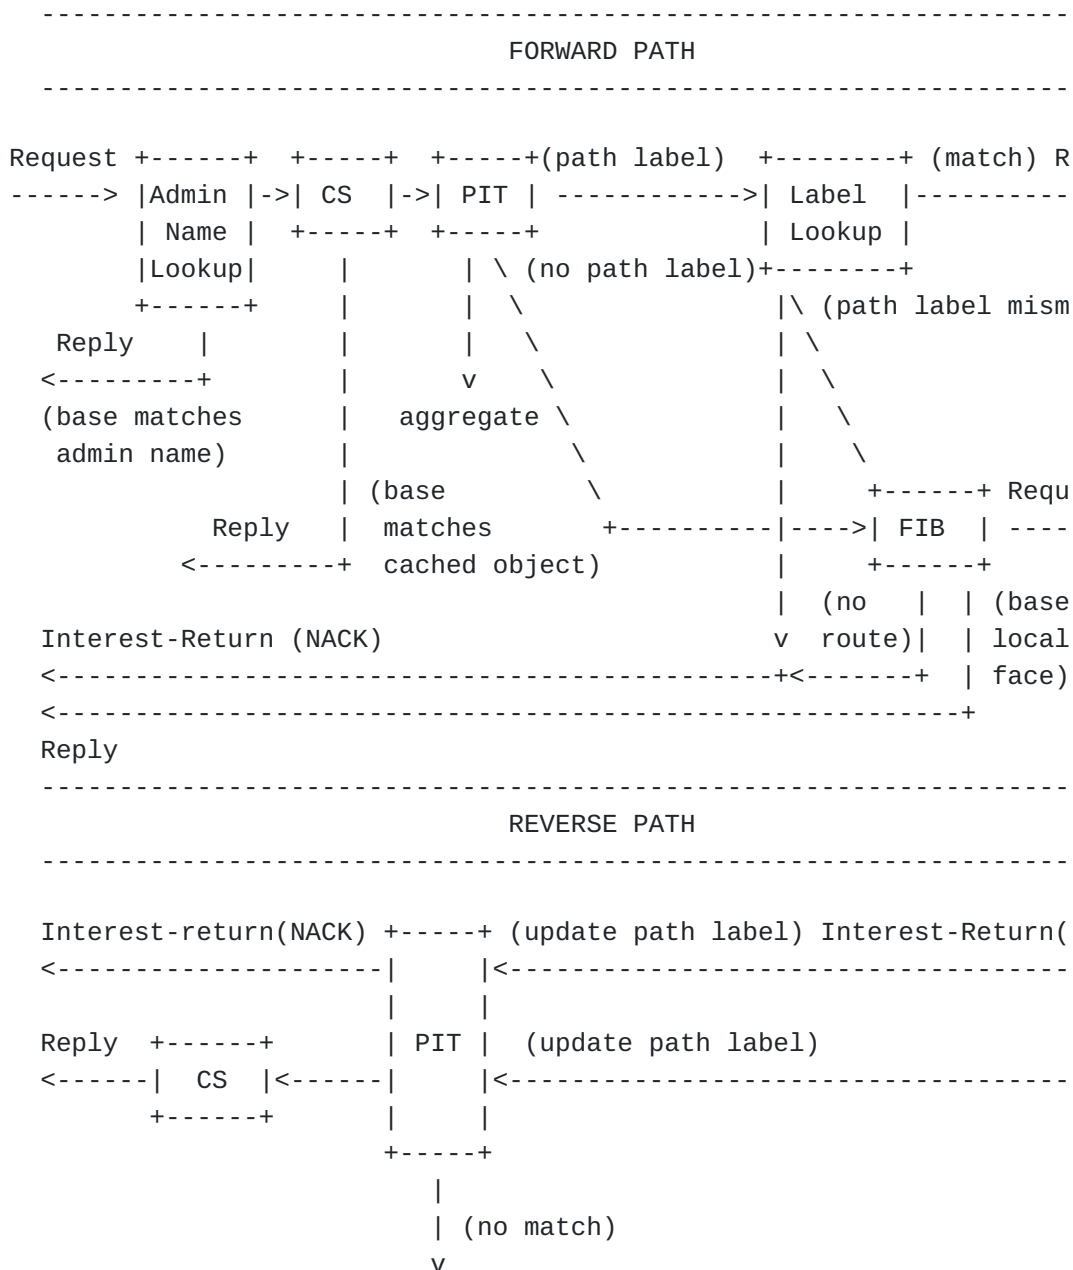 -------------------------------------------------------------------
FORWARD PATH
-------------------------------------------------------------------
Request +------+  +-----+  +-----+(path label)  +--------+ (match) R
------> |Admin |->| CS  |->| PIT | ------------>| Label  |----------
        | Name |  +-----+  +-----+              | Lookup |
        |Lookup|     |       | \ (no path label)+--------+
        +------+     |       |  \                |\ (path label mism
   Reply    |        |       |   \               | \
  <---------+        |       v    \              |  \
  (base matches      |   aggregate \             |   \
   admin name)       |              \            |    \
                     | (base         \           |     +------+ Requ
             Reply   |  matches       +----------|---->| FIB  | ----
           <---------+  cached object)           |     +------+
                                                 |  (no   |  | (base
  Interest-Return (NACK)                         v  route)|  | local
  <----------------------------------------------+<-------+  | face)
  <----------------------------------------------------------+
  Reply
-------------------------------------------------------------------
REVERSE PATH
-------------------------------------------------------------------
  Interest-return(NACK) +-----+ (update path label) Interest-Return(
  <---------------------|     |<------------------------------------
                        |     |
  Reply  +------+       | PIT |  (update path label)
  <------|  CS  |<------|     |<------------------------------------
         +------+       |     |
                        +-----+
                           |
                           | (no match)
                           v